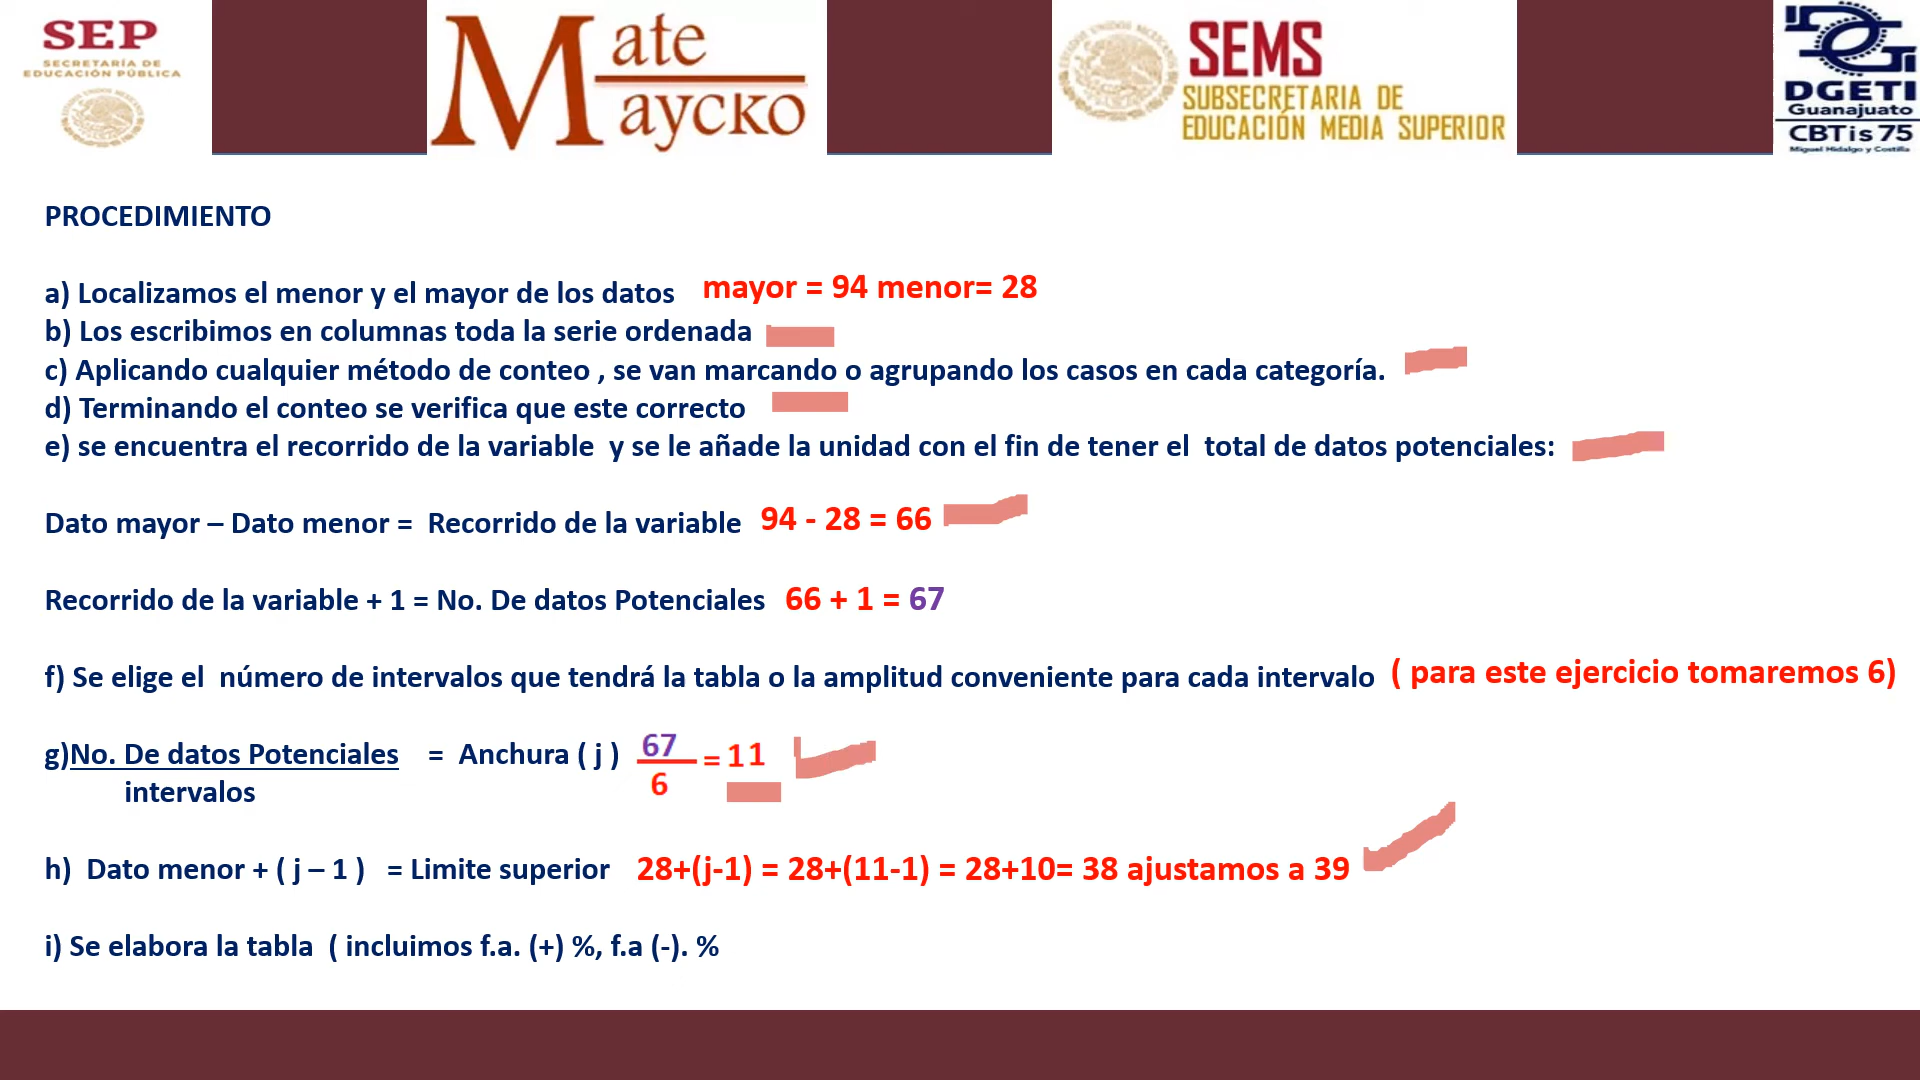 SEP
SECRETARÍA DE
EDUCACIÓN PÚBLICA
Mate
Maycko
SEMS
SUBSECRETARIA DE
EDUCACIÓN MEDIA SUPERIOR
DGETI
Guanajuato
CBTis 75
Miguel Hidalgo y Costilla
PROCEDIMIENTO
a) Localizamos el menor y el mayor de los datos mayor = 94 menor= 28
b) Los escribimos en columnas toda la serie ordenada
c) Aplicando cualquier método de conteo , se van marcando o agrupando los casos en cada categoría.
d) Terminando el conteo se verifica que este correcto
e) se encuentra el recorrido de la variable y se le añade la unidad con el fin de tener el total de datos potenciales:
Dato mayor – Dato menor = Recorrido de la variable 94 - 28 = 66
Recorrido de la variable + 1 = No. De datos Potenciales 66 + 1 = 67
f) Se elige el número de intervalos que tendrá la tabla o la amplitud conveniente para cada intervalo ( para este ejercicio tomaremos 6)
g)No. De datos Potenciales = Anchura ( j ) 67 = 11
intervalos 6
h) Dato menor + ( j – 1 ) = Limite superior 28+(j-1) = 28+(11-1) = 28+10= 38 ajustamos a 39
i) Se elabora la tabla ( incluimos f.a. (+) %, f.a (-). %